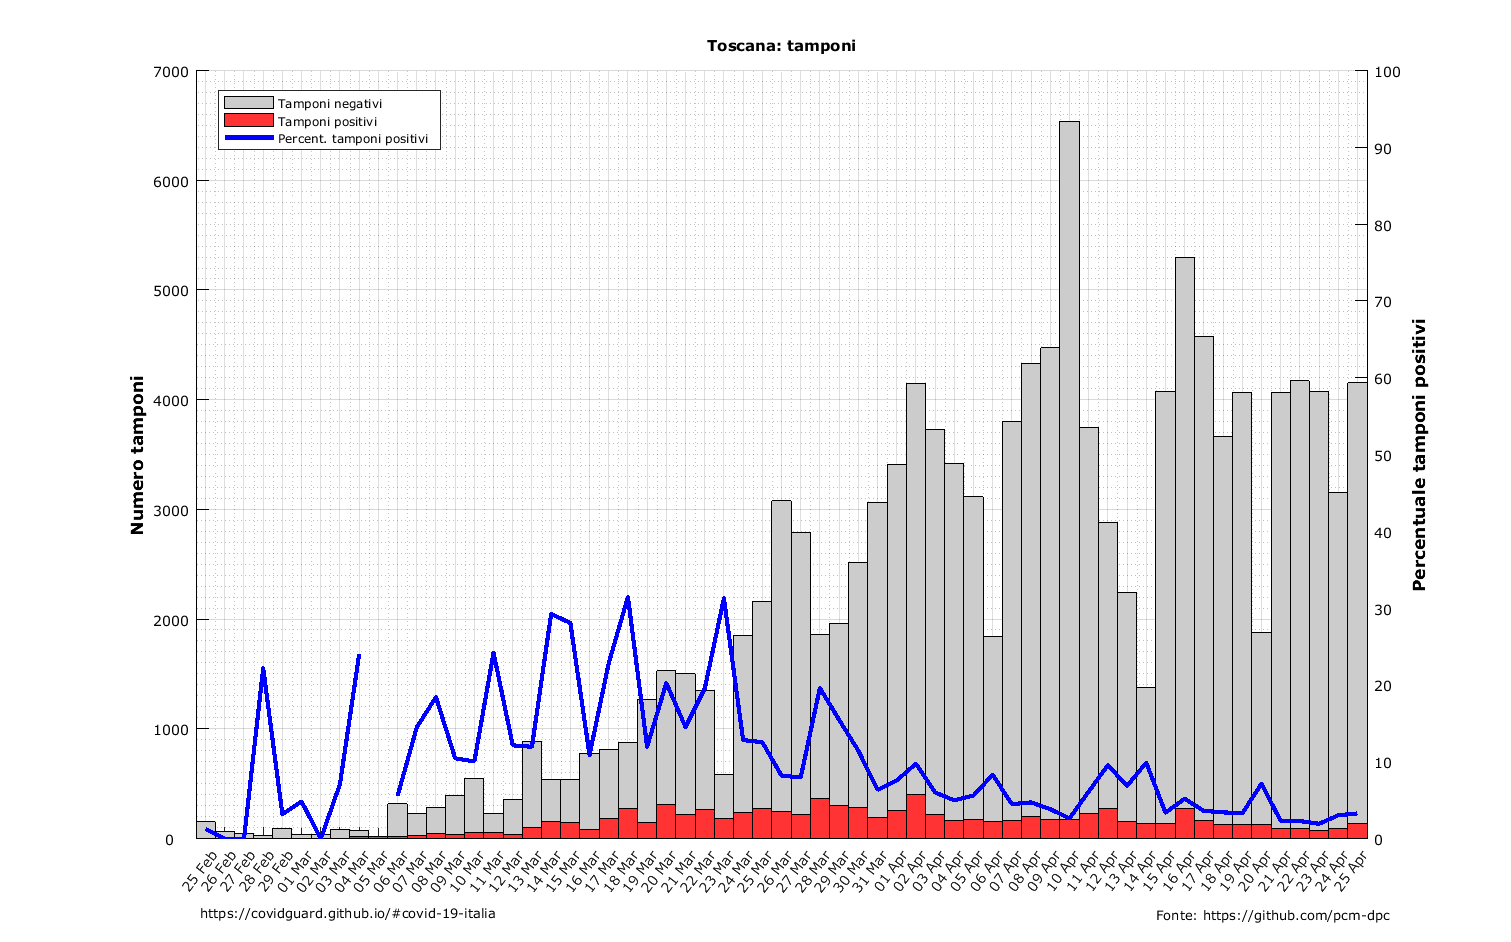 Toscana: tamponi
Tamponi negativi
Tamponi positivi
Percent. tamponi positivi
7000
6000
5000
4000
3000
2000
1000
0
Numero tamponi
100
90
80
70
60
50
40
30
20
10
0
Percentuale tamponi positivi
25 Feb
26 Feb
27 Feb
28 Feb
29 Feb
01 Mar
02 Mar
03 Mar
04 Mar
05 Mar
06 Mar
07 Mar
08 Mar
09 Mar
10 Mar
11 Mar
12 Mar
13 Mar
14 Mar
15 Mar
16 Mar
17 Mar
18 Mar
19 Mar
20 Mar
21 Mar
22 Mar
23 Mar
24 Mar
25 Mar
26 Mar
27 Mar
28 Mar
29 Mar
30 Mar
31 Mar
01 Apr
02 Apr
03 Apr
04 Apr
05 Apr
06 Apr
07 Apr
08 Apr
09 Apr
10 Apr
11 Apr
12 Apr
13 Apr
14 Apr
15 Apr
16 Apr
17 Apr
18 Apr
19 Apr
20 Apr
21 Apr
22 Apr
23 Apr
24 Apr
25 Apr
https://covidguard.github.io/#covid-19-italia
Fonte: https://github.com/pcm-dpc